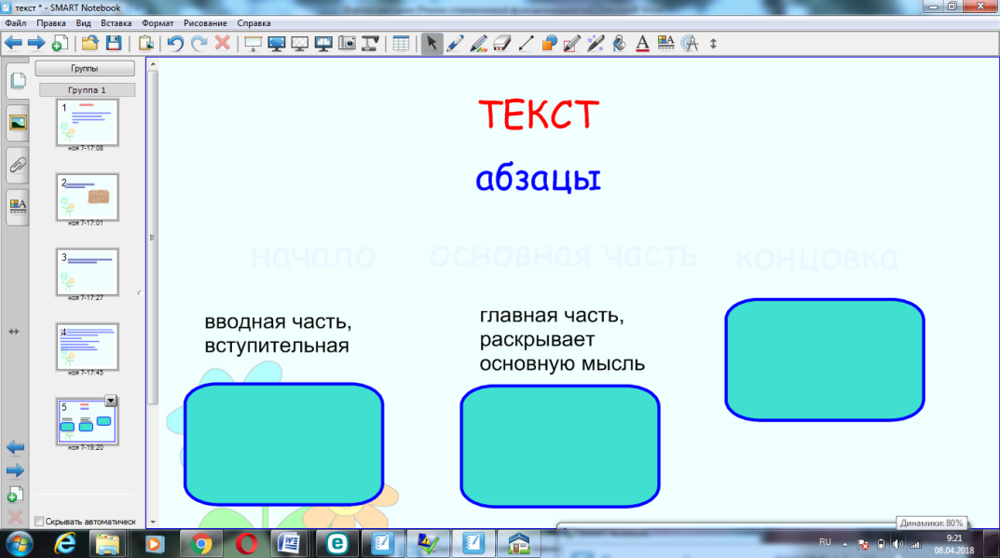 текст * - SMART Notebook
Файл Правка Вид Вставка Формат Рисование Справка
Группы
Группа 1
1
ноя 7-17:08
2
ноя 7-17:01
3
ноя 7-17:27
4
ноя 7-17:45
5
ноя 7-18:20
Скрывать автоматическ
ТЕКСТ
абзацы
начало основная часть концовка
вводная часть,
вступительная
главная часть,
раскрывает
основную мысль
Динамики: 80%
RU
9:21
08.04.2018